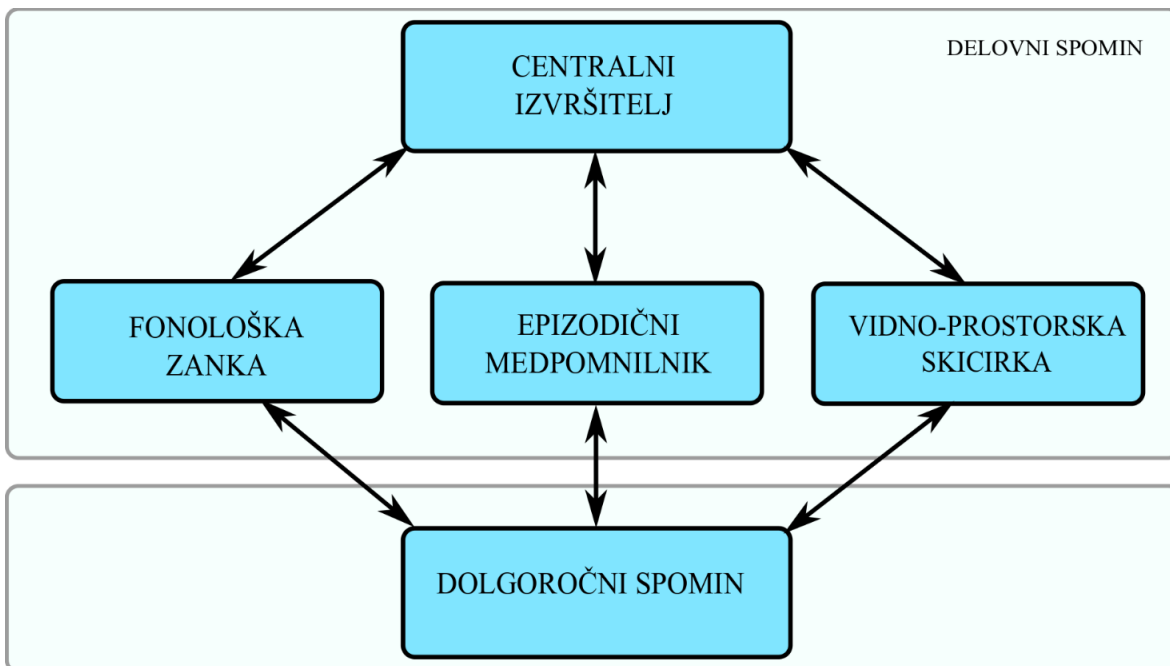 DELOVNI SPOMIN
CENTRALNI
IZVRŠITELJ
FONOLOŠKA
ZANKA
EPIZODIČNI
MEDPOMNILNIK
VIDNO-PROSTORSKA
SKICIRKA
DOLGOROČNI SPOMIN